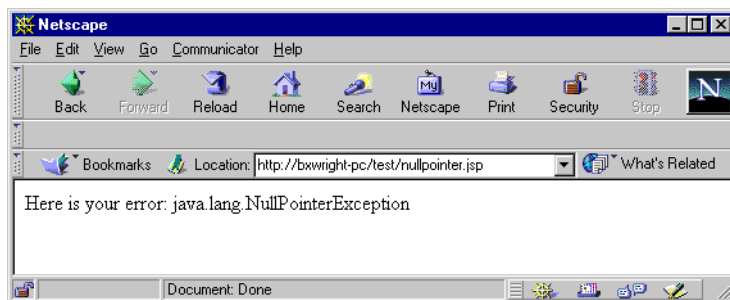 Netscape
File Edit View Go Communicator Help
My
N
Back Forward Reload Home Search Netscape Print Security Stop
Bookmarks Location: http://bxwright-pc/test/nullpointer.jsp What's Related
Here is your error: java.lang.NullPointerException
Document: Done